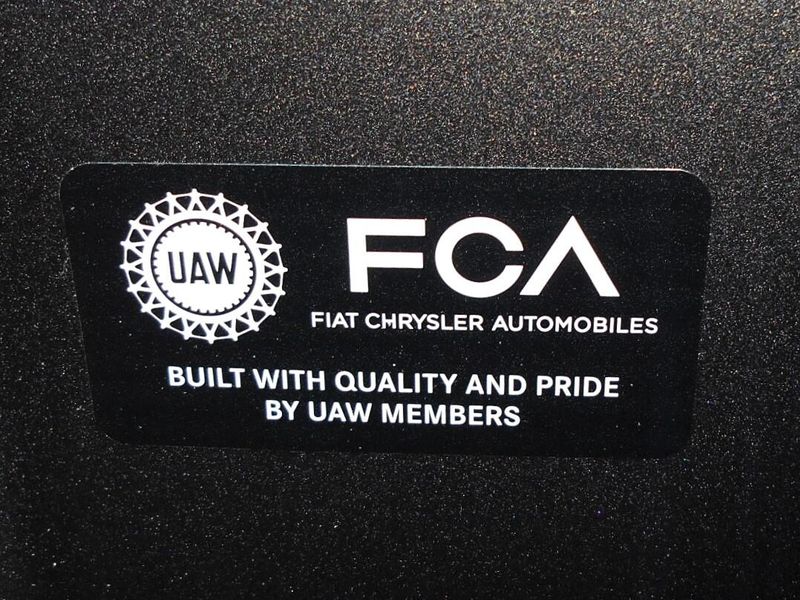 UAW
FCA
FIAT CHRYSLER AUTOMOBILES
BUILT WITH QUALITY AND PRIDE
BY UAW MEMBERS